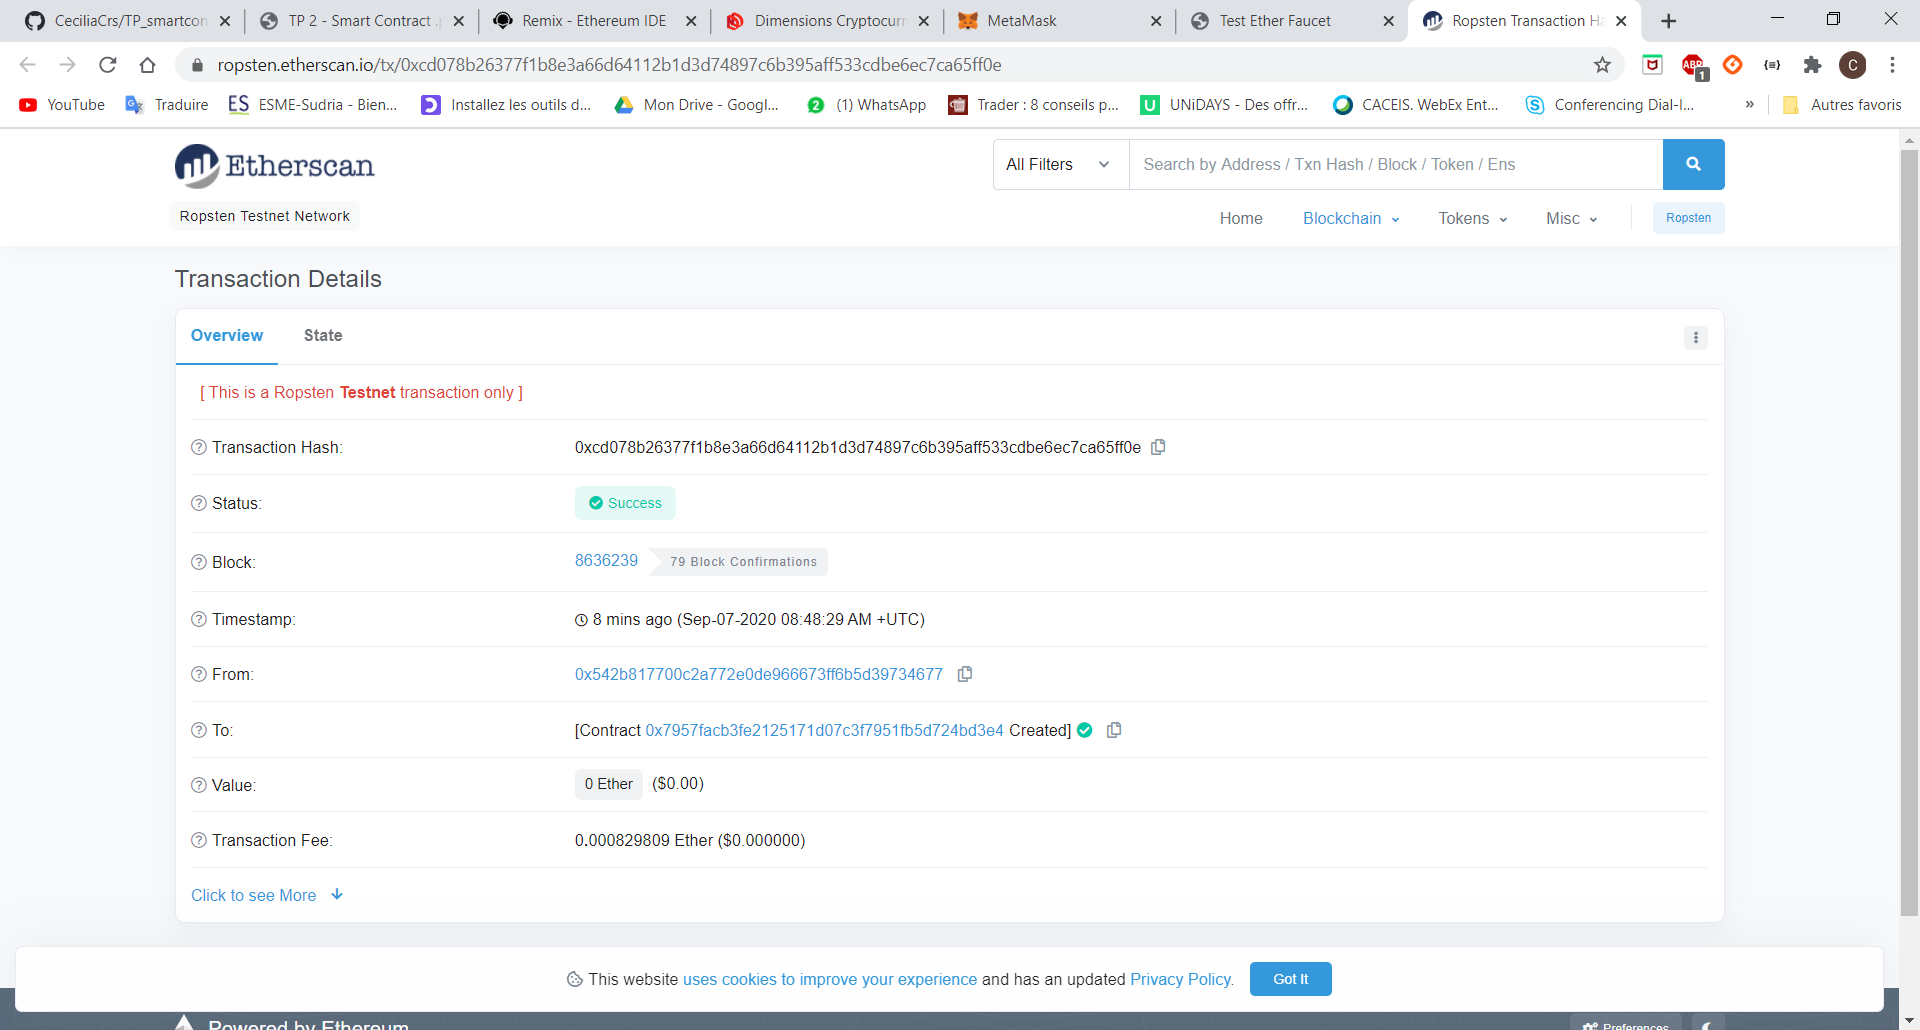 CeciliaCrs/TP_smartcon
TP 2 - Smart Contract .p
Remix - Ethereum IDE
Dimensions Cryptocurr
MetaMask
Test Ether Faucet
Ropsten Transaction Ha
ropsten.etherscan.io/tx/0xcd078b26377f1b8e3a66d64112b1d3d74897c6b395aff533cdbe6ec7ca65ff0e
ABP
1
C
YouTube
Traduire
ES ESME-Sudria - Bien...
Installez les outils d...
Mon Drive - Googl...
2 (1) WhatsApp
Trader : 8 conseils p...
U UNiDAYS - Des offr...
CACEIS. WebEx Ent...
S Conferencing Dial-I...
»
Autres favoris
Etherscan
All Filters
Search by Address / Txn Hash / Block / Token / Ens
Ropsten Testnet Network
Home
Blockchain
Tokens
Misc
Ropsten
Transaction Details
Overview
State
[ This is a Ropsten Testnet transaction only ]
Transaction Hash:
0xcd078b26377f1b8e3a66d64112b1d3d74897c6b395aff533cdbe6ec7ca65ff0e
Status:
Success
Block:
8636239
79 Block Confirmations
Timestamp:
8 mins ago (Sep-07-2020 08:48:29 AM +UTC)
From:
0x542b817700c2a772e0de966673ff6b5d39734677
To:
[Contract 0x7957facb3fe2125171d07c3f7951fb5d724bd3e4 Created]
Value:
0 Ether ($0.00)
Transaction Fee:
0.000829809 Ether ($0.000000)
Click to see More
This website uses cookies to improve your experience and has an updated Privacy Policy.
Got It
Powered by Ethereum
Preferences